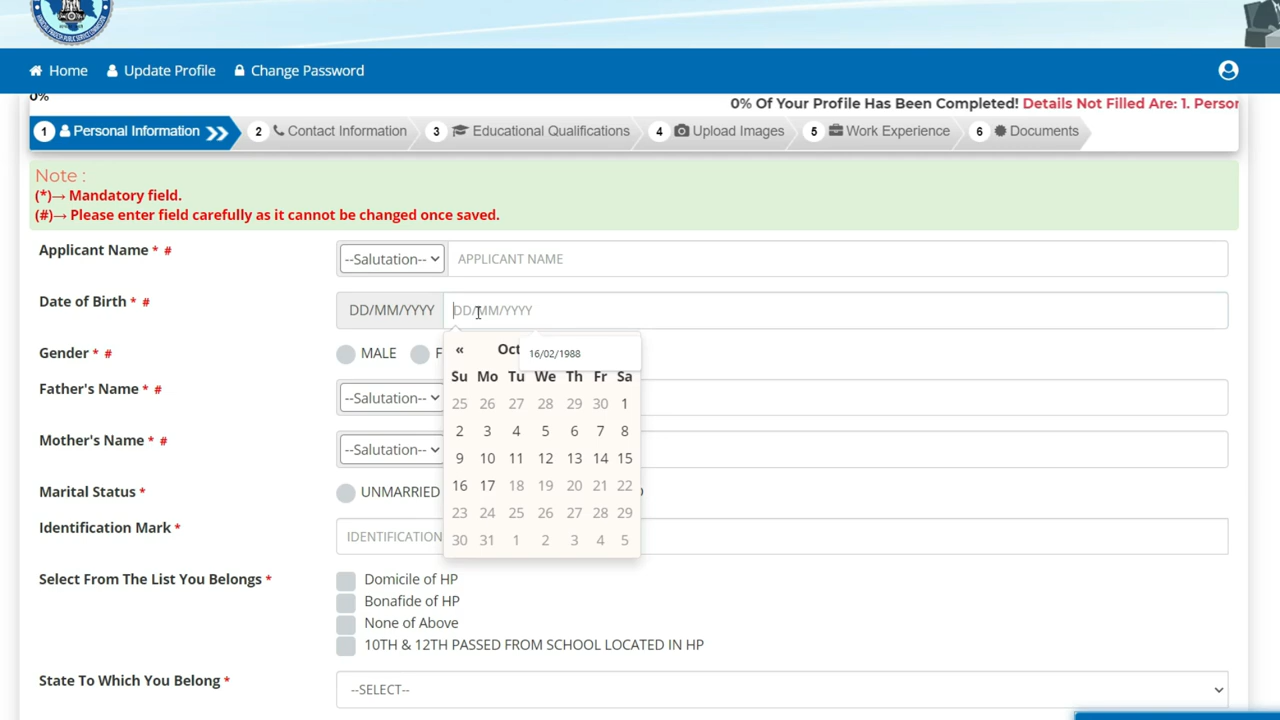 Home Update Profile Change Password
0%
0% Of Your Profile Has Been Completed! Details Not Filled Are: 1. Person
1 Personal Information 2 Contact Information 3 Educational Qualifications 4 Upload Images 5 Work Experience 6 Documents
Note :
(*)→ Mandatory field.
(#)→ Please enter field carefully as it cannot be changed once saved.
Applicant Name * # --Salutation-- APPLICANT NAME
Date of Birth * # DD/MM/YYYY DD/MM/YYYY
« Oct 16/02/1988
Gender * # MALE F
Su Mo Tu We Th Fr Sa
Father's Name * # --Salutation--
25 26 27 28 29 30 1
2 3 4 5 6 7 8
Mother's Name * # --Salutation--
9 10 11 12 13 14 15
16 17 18 19 20 21 22
Marital Status * UNMARRIED
23 24 25 26 27 28 29
Identification Mark * IDENTIFICATION
30 31 1 2 3 4 5
Select From The List You Belongs * Domicile of HP
Bonafide of HP
None of Above
10TH & 12TH PASSED FROM SCHOOL LOCATED IN HP
State To Which You Belong * --SELECT--